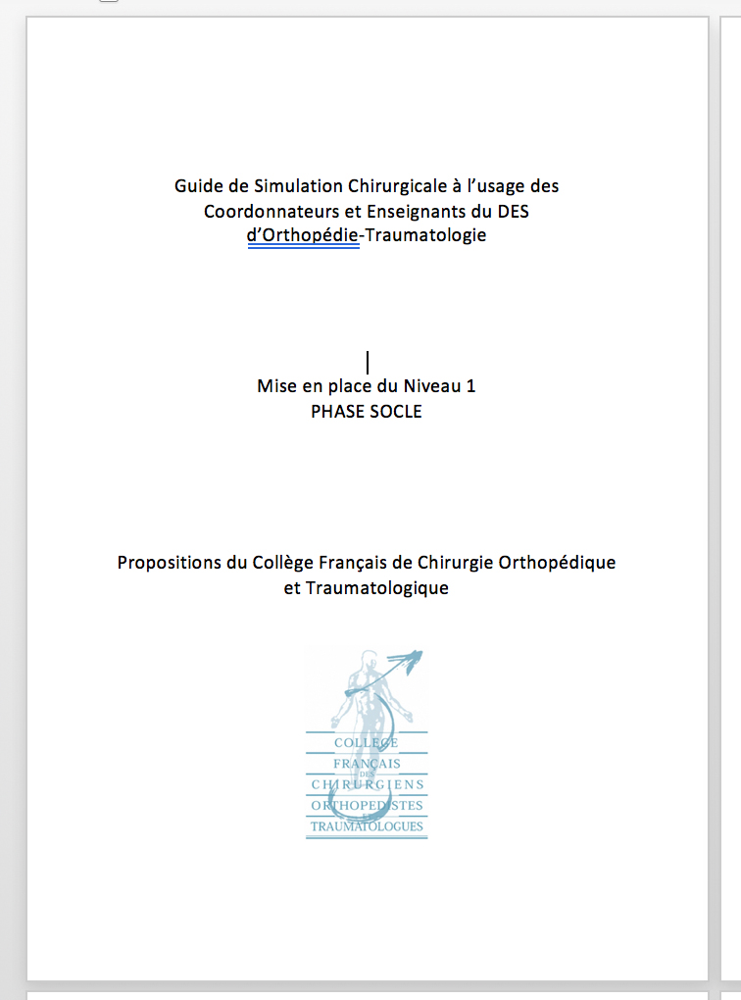 Guide de Simulation Chirurgicale à l’usage des
Coordonnateurs et Enseignants du DES
d’Orthopédie-Traumatologie
Mise en place du Niveau 1
PHASE SOCLE
Propositions du Collège Français de Chirurgie Orthopédique
et Traumatologique
COLLEGE
FRANÇAIS
DES
CHIRURGIENS
ORTHOPEDISTES
ET
TRAUMATOLOGUES